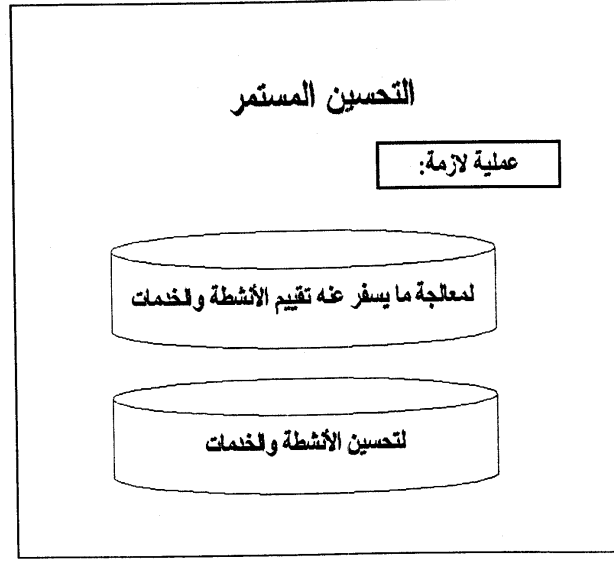 التحسين المستمر
عملية لازمة:
لمعالجة ما يسفر عنه تقييم الأنشطة والخدمات
لتحسين الأنشطة والخدمات